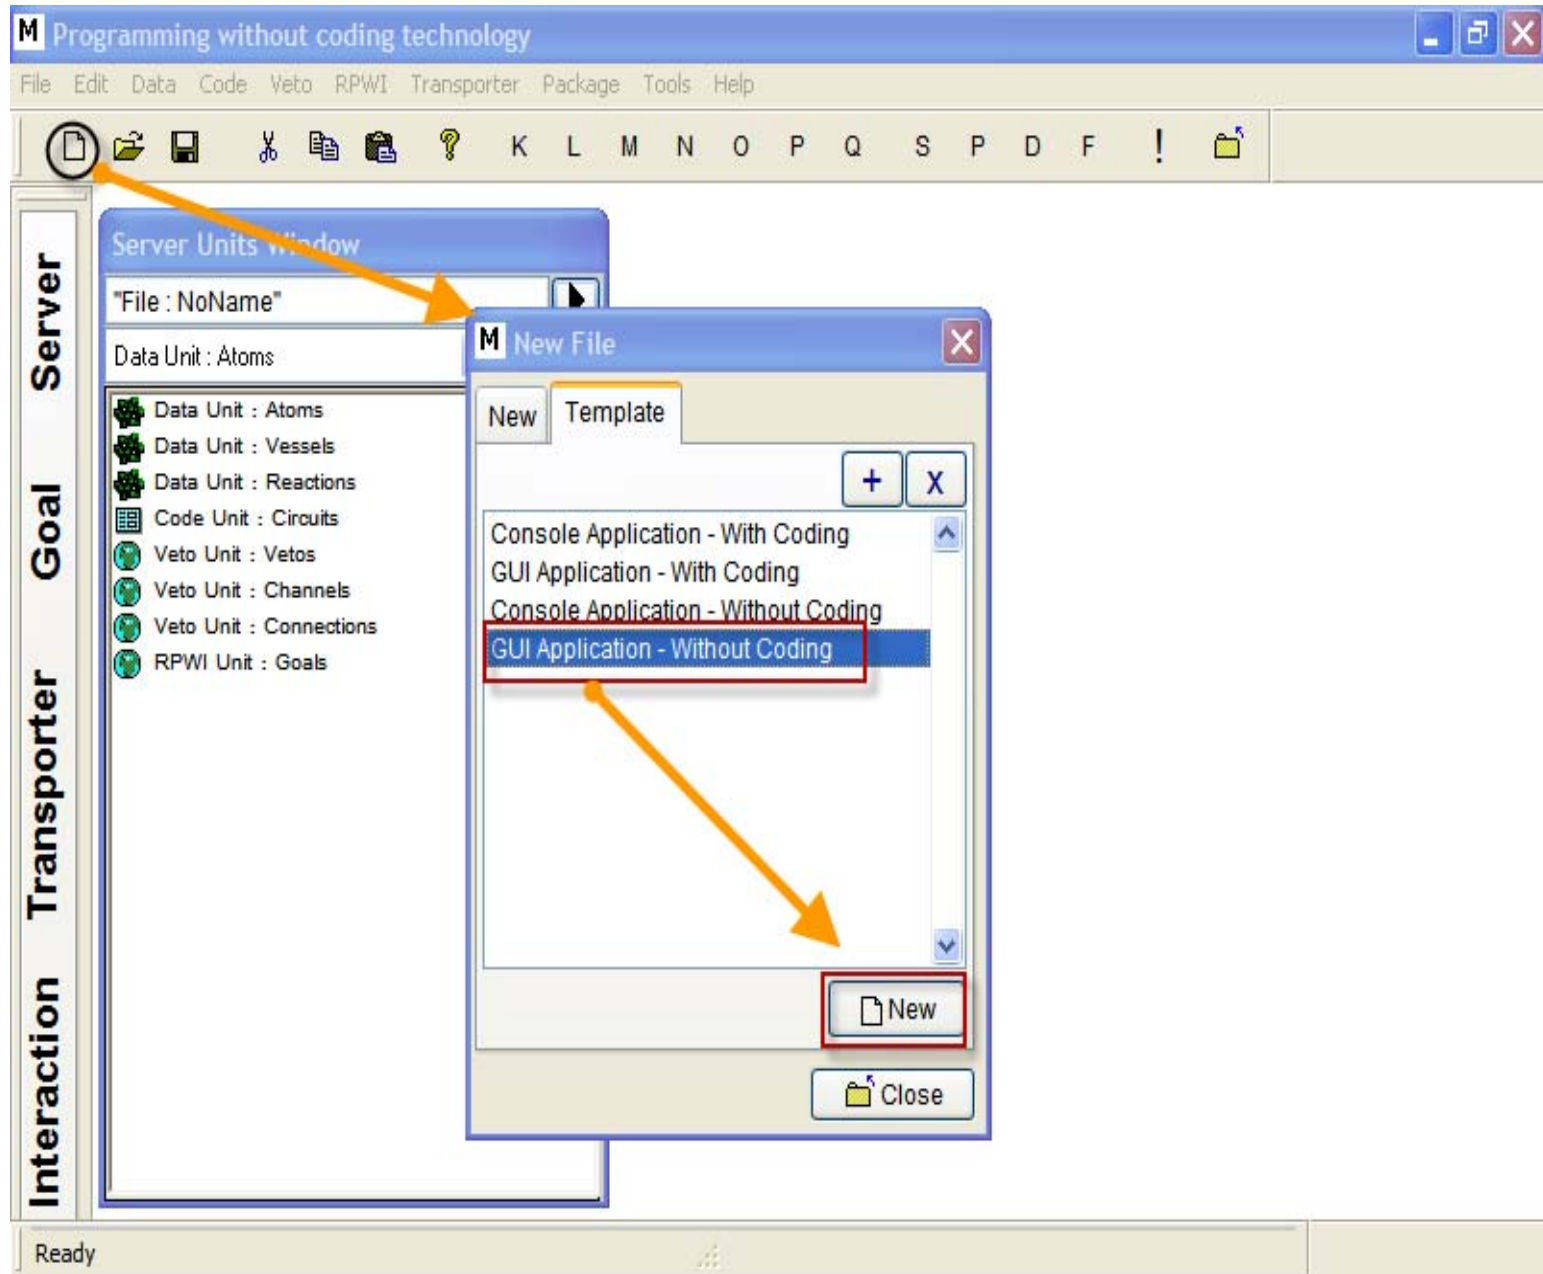 M Programming without coding technology
File Edit Data Code Veto RPWI Transporter Package Tools Help
K L M N O P Q S P D F !
Server
Goal
Transporter
Interaction
Server Units Window
"File : NoName"
Data Unit : Atoms
Data Unit : Atoms
Data Unit : Vessels
Data Unit : Reactions
Code Unit : Circuits
Veto Unit : Vetos
Veto Unit : Channels
Veto Unit : Connections
RPWI Unit : Goals
M New File
New Template
+ X
Console Application - With Coding
GUI Application - With Coding
Console Application - Without Coding
GUI Application - Without Coding
New
Close
Ready